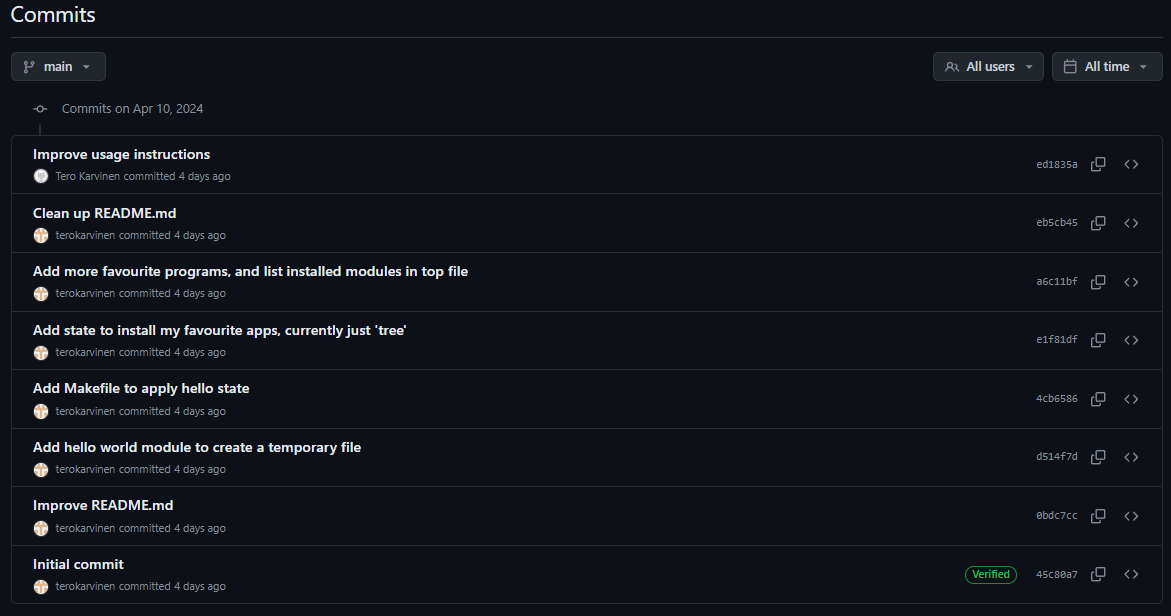 Commits
main
All users
All time
Commits on Apr 10, 2024
Improve usage instructions
Tero Karvinen committed 4 days ago
ed1835a
Clean up README.md
terokarvinen committed 4 days ago
eb5cb45
Add more favourite programs, and list installed modules in top file
terokarvinen committed 4 days ago
a6c11bf
Add state to install my favourite apps, currently just 'tree'
terokarvinen committed 4 days ago
e1f81df
Add Makefile to apply hello state
terokarvinen committed 4 days ago
4cb6586
Add hello world module to create a temporary file
terokarvinen committed 4 days ago
d514f7d
Improve README.md
terokarvinen committed 4 days ago
0bdc7cc
Initial commit
terokarvinen committed 4 days ago
Verified
45c80a7